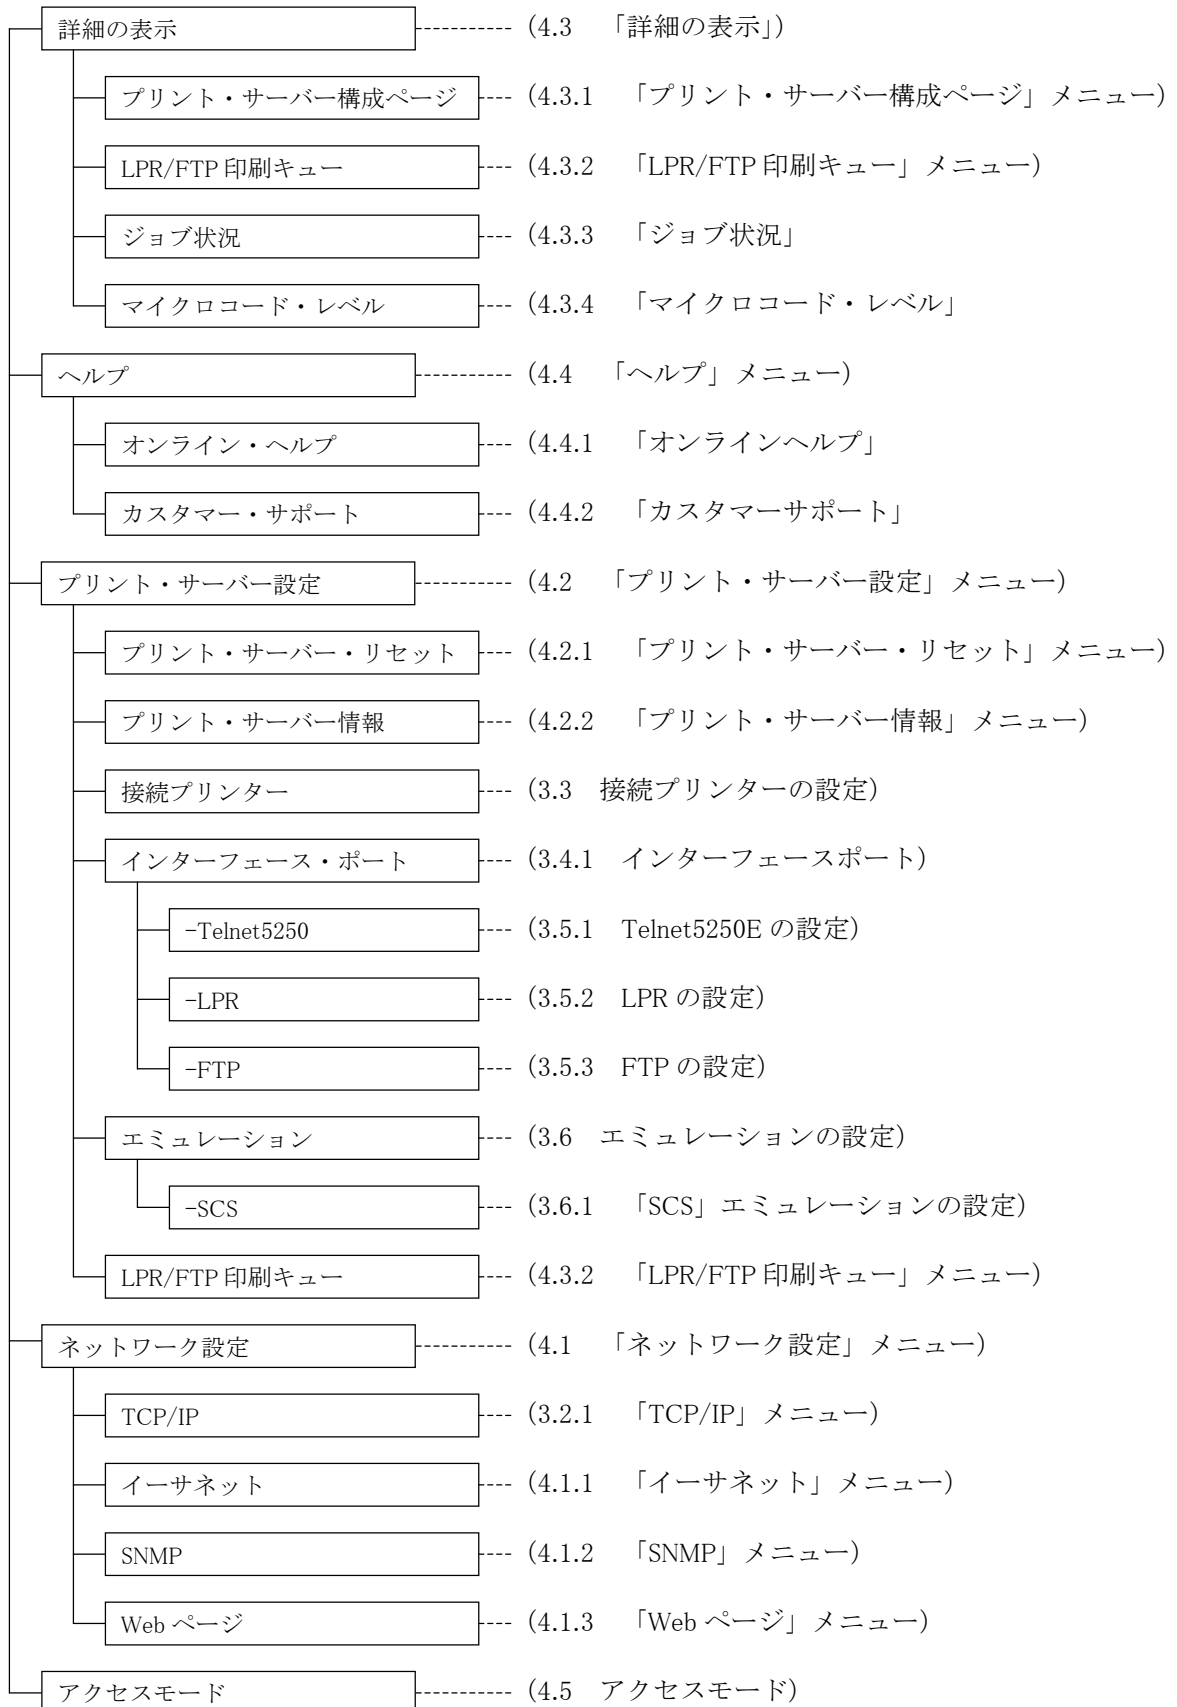 詳細の表示 (4.3 「詳細の表示」)
プリント・サーバー構成ページ (4.3.1 「プリント・サーバー構成ページ」メニュー)
LPR/FTP 印刷キュー (4.3.2 「LPR/FTP 印刷キュー」メニュー)
ジョブ状況 (4.3.3 「ジョブ状況」
マイクロコード・レベル (4.3.4 「マイクロコード・レベル」
ヘルプ (4.4 「ヘルプ」メニュー)
オンライン・ヘルプ (4.4.1 「オンラインヘルプ」
カスタマー・サポート (4.4.2 「カスタマーサポート」
プリント・サーバー設定 (4.2 「プリント・サーバー設定」メニュー)
プリント・サーバー・リセット (4.2.1 「プリント・サーバー・リセット」メニュー)
プリント・サーバー情報 (4.2.2 「プリント・サーバー情報」メニュー)
接続プリンター (3.3 接続プリンターの設定)
インターフェース・ポート (3.4.1 インターフェースポート)
-Telnet5250 (3.5.1 Telnet5250E の設定)
-LPR (3.5.2 LPR の設定)
-FTP (3.5.3 FTP の設定)
エミュレーション (3.6 エミュレーションの設定)
-SCS (3.6.1 「SCS」エミュレーションの設定)
LPR/FTP 印刷キュー (4.3.2 「LPR/FTP 印刷キュー」メニュー)
ネットワーク設定 (4.1 「ネットワーク設定」メニュー)
TCP/IP (3.2.1 「TCP/IP」メニュー)
イーサネット (4.1.1 「イーサネット」メニュー)
SNMP (4.1.2 「SNMP」メニュー)
Web ページ (4.1.3 「Web ページ」メニュー)
アクセスモード (4.5 アクセスモード)